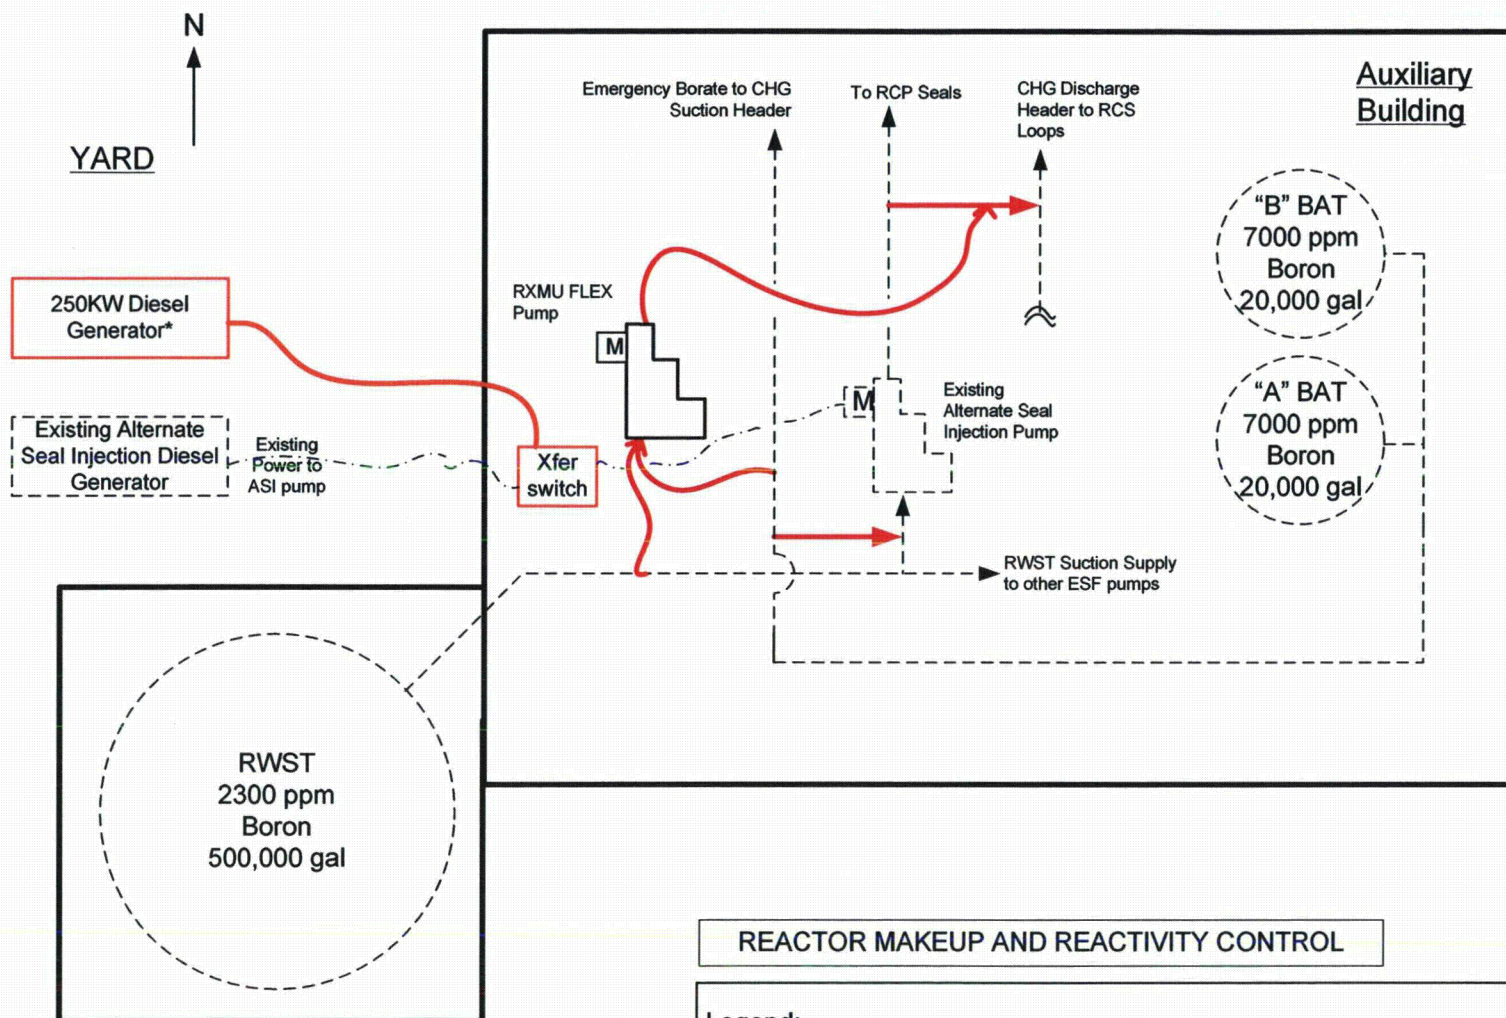 N
YARD
Auxiliary
Building
Emergency Borate to CHG
Suction Header
To RCP Seals
CHG Discharge
Header to RCS
Loops
"B" BAT
7000 ppm
Boron
20,000 gal
250KW Diesel
Generator*
RXMU FLEX
Pump
M
M
Existing
Alternate Seal
Injection Pump
"A" BAT
7000 ppm
Boron
20,000 gal
Existing Alternate
Seal Injection Diesel
Generator
Existing
Power to
ASI pump
Xfer
switch
RWST Suction Supply
to other ESF pumps
RWST
2300 ppm
Boron
500,000 gal
REACTOR MAKEUP AND REACTIVITY CONTROL
Legend: